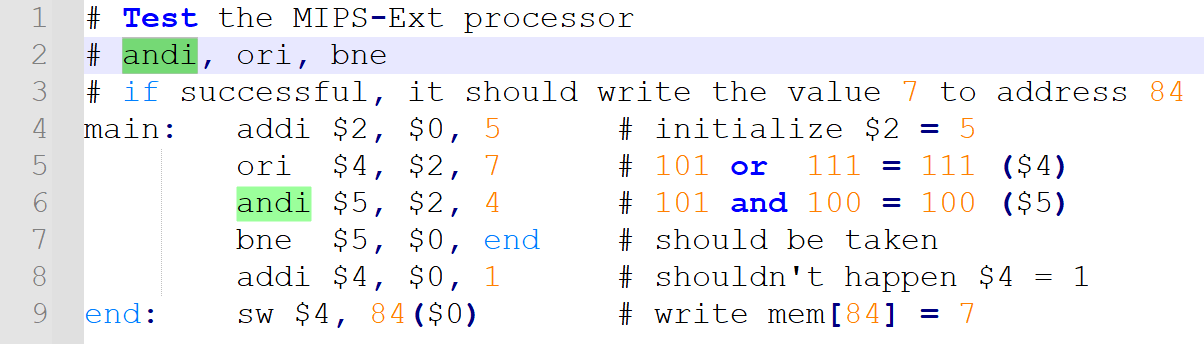 1 # Test the MIPS-Ext processor
2 # andi, ori, bne
3 # if successful, it should write the value 7 to address 84
4 main:   addi $2, $0, 5      # initialize $2 = 5
5         ori  $4, $2, 7      # 101 or  111 = 111 ($4)
6         andi $5, $2, 4      # 101 and 100 = 100 ($5)
7         bne  $5, $0, end    # should be taken
8         addi $4, $0, 1      # shouldn't happen $4 = 1
9 end:    sw $4, 84($0)       # write mem[84] = 7